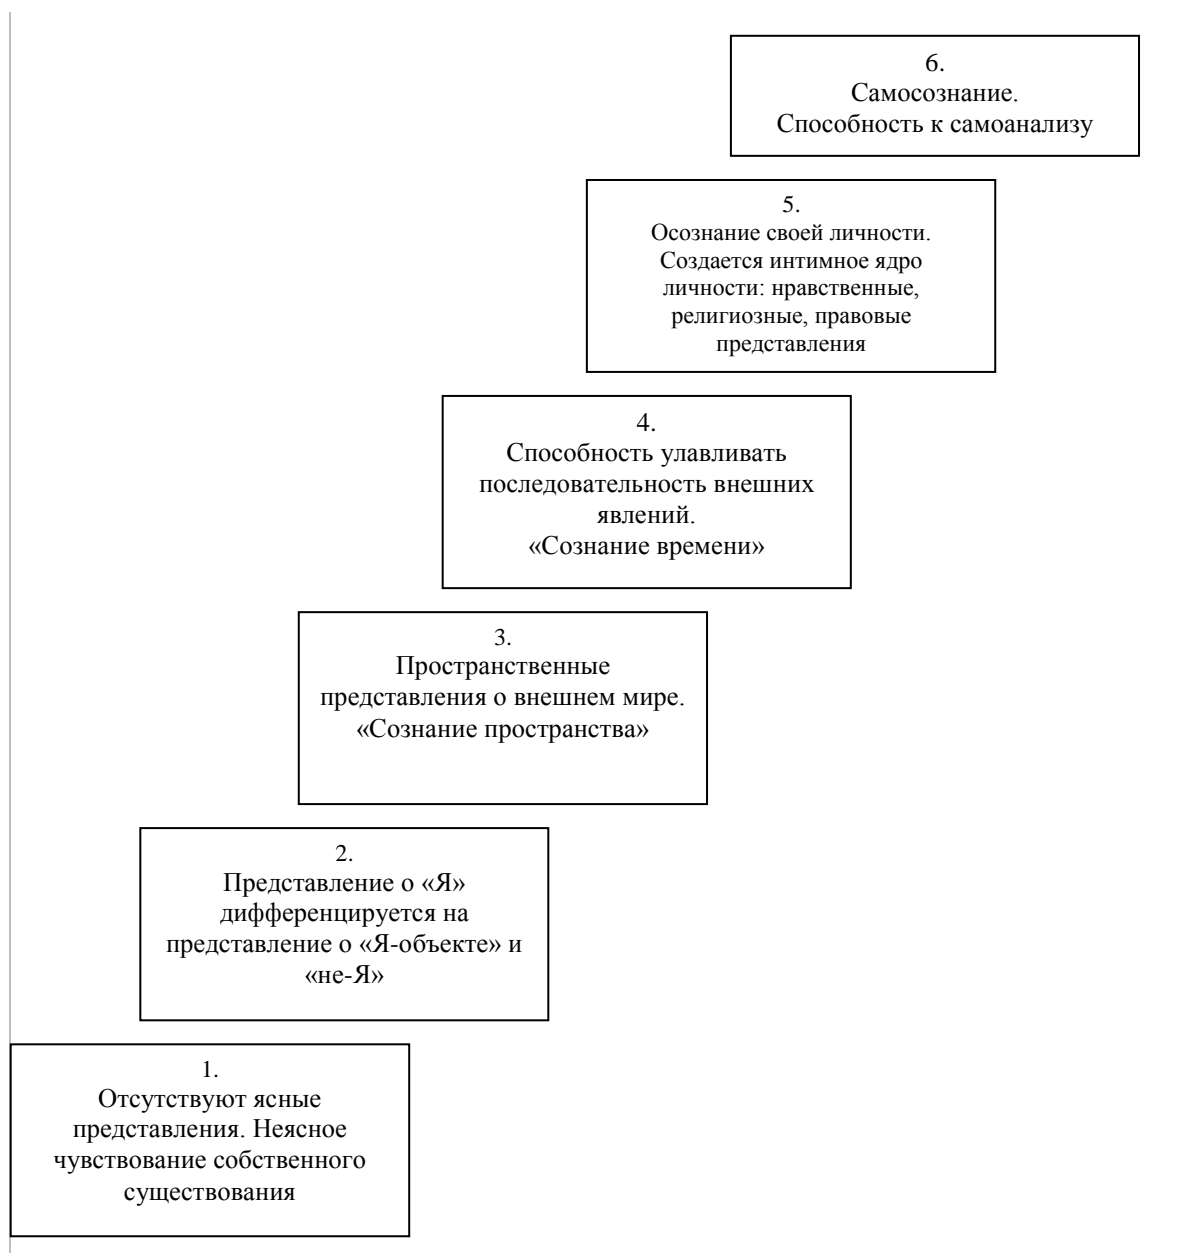 6.
Самосознание.
Способность к самоанализу
5.
Осознание своей личности.
Создается интимное ядро
личности: нравственные,
религиозные, правовые
представления
4.
Способность улавливать
последовательность внешних
явлений.
«Сознание времени»
3.
Пространственные
представления о внешнем мире.
«Сознание пространства»
2.
Представление о «Я»
дифференцируется на
представление о «Я-объекте» и
«не-Я»
1.
Отсутствуют ясные
представления. Неясное
чувствование собственного
существования